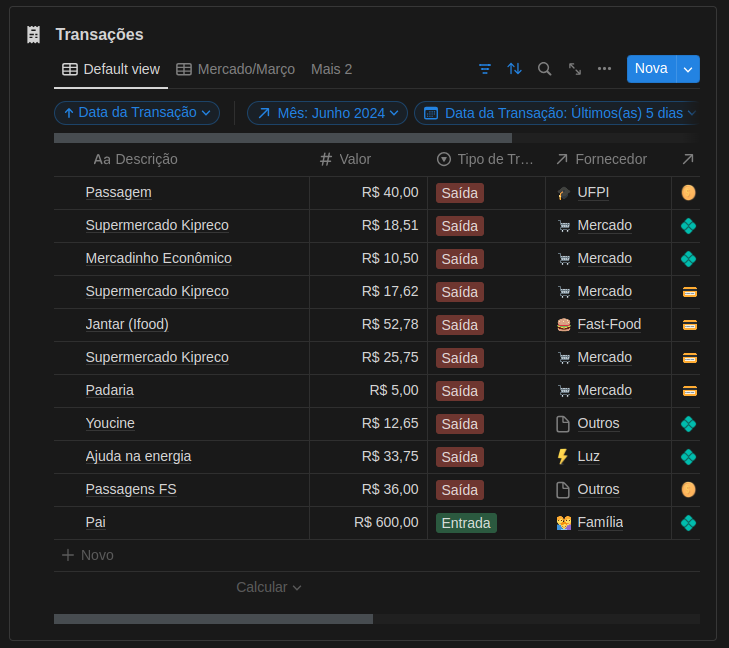 Transações
Default view Mercado/Março Mais 2 Nova
Data da Transação Mês: Junho 2024 Data da Transação: Últimos(as) 5 dias
Aa Descrição # Valor Tipo de Tr... Fornecedor
Passagem R$ 40,00 Saída UFPI
Supermercado Kipreco R$ 18,51 Saída Mercado
Mercadinho Econômico R$ 10,50 Saída Mercado
Supermercado Kipreco R$ 17,62 Saída Mercado
Jantar (Ifood) R$ 52,78 Saída Fast-Food
Supermercado Kipreco R$ 25,75 Saída Mercado
Padaria R$ 5,00 Saída Mercado
Youcine R$ 12,65 Saída Outros
Ajuda na energia R$ 33,75 Saída Luz
Passagens FS R$ 36,00 Saída Outros
Pai R$ 600,00 Entrada Família
+ Novo
Calcular